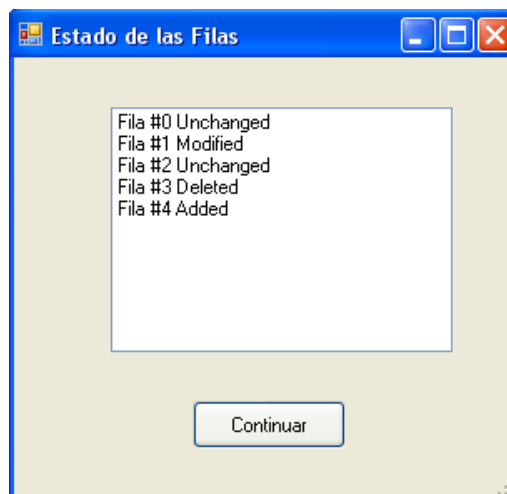 Estado de las Filas
Fila #0 Unchanged
Fila #1 Modified
Fila #2 Unchanged
Fila #3 Deleted
Fila #4 Added
Continuar